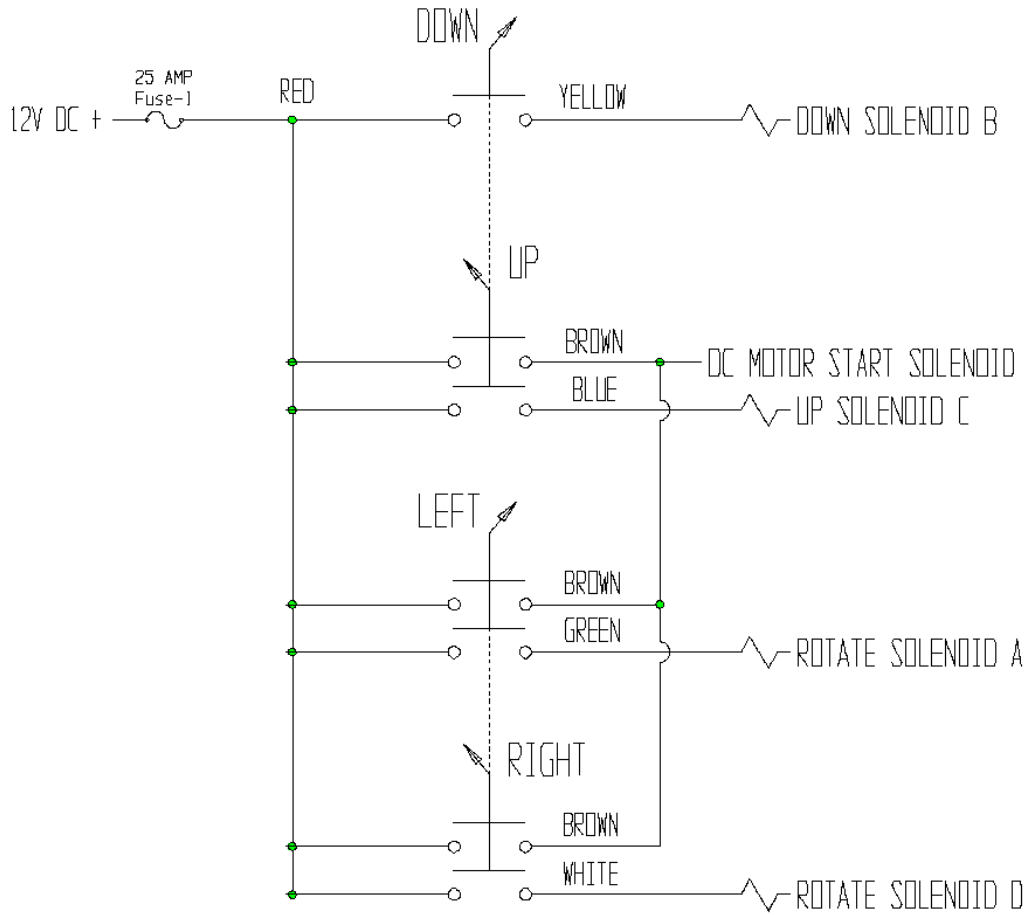 DOWN
25 AMP
Fuse-1
RED
YELLOW
12V DC +
DOWN SOLENOID B
UP
BROWN
DC MOTOR START SOLENOID
BLUE
UP SOLENOID C
LEFT
BROWN
GREEN
ROTATE SOLENOID A
RIGHT
BROWN
WHITE
ROTATE SOLENOID D